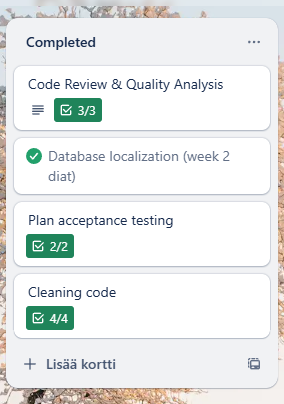 Completed
Code Review & Quality Analysis
3/3
Database localization (week 2
diat)
Plan acceptance testing
2/2
Cleaning code
4/4
Lisää kortti